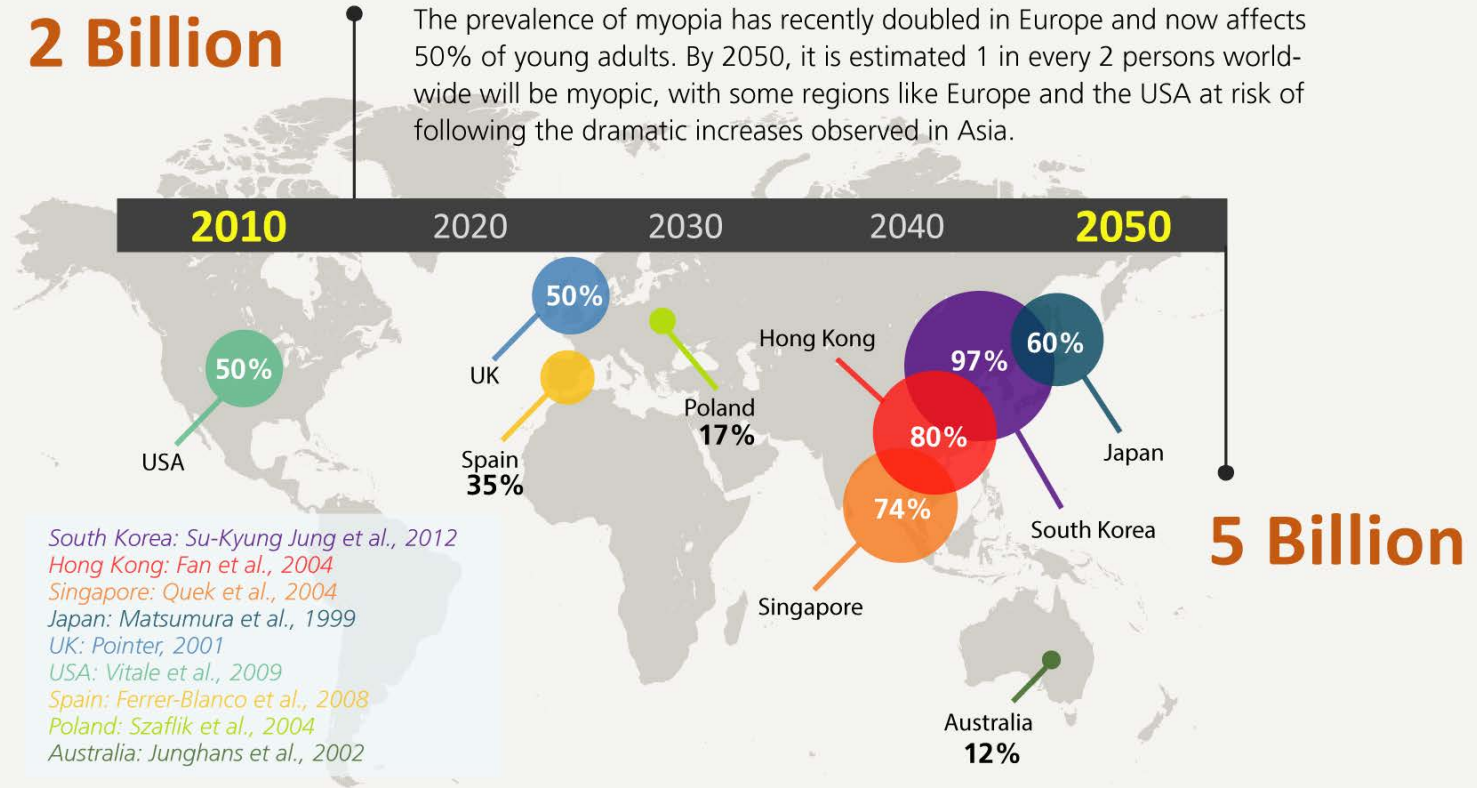 2 Billion
The prevalence of myopia has recently doubled in Europe and now affects
50% of young adults. By 2050, it is estimated 1 in every 2 persons world-
wide will be myopic, with some regions like Europe and the USA at risk of
following the dramatic increases observed in Asia.
2010 2020 2030 2040 2050
50%
USA
50%
UK
Spain
35%
Poland
17%
Hong Kong
80%
97%
South Korea
60%
Japan
74%
Singapore
Australia
12%
5 Billion
South Korea: Su-Kyung Jung et al., 2012
Hong Kong: Fan et al., 2004
Singapore: Quek et al., 2004
Japan: Matsumura et al., 1999
UK: Pointer, 2001
USA: Vitale et al., 2009
Spain: Ferrer-Blanco et al., 2008
Poland: Szaflik et al., 2004
Australia: Junghans et al., 2002